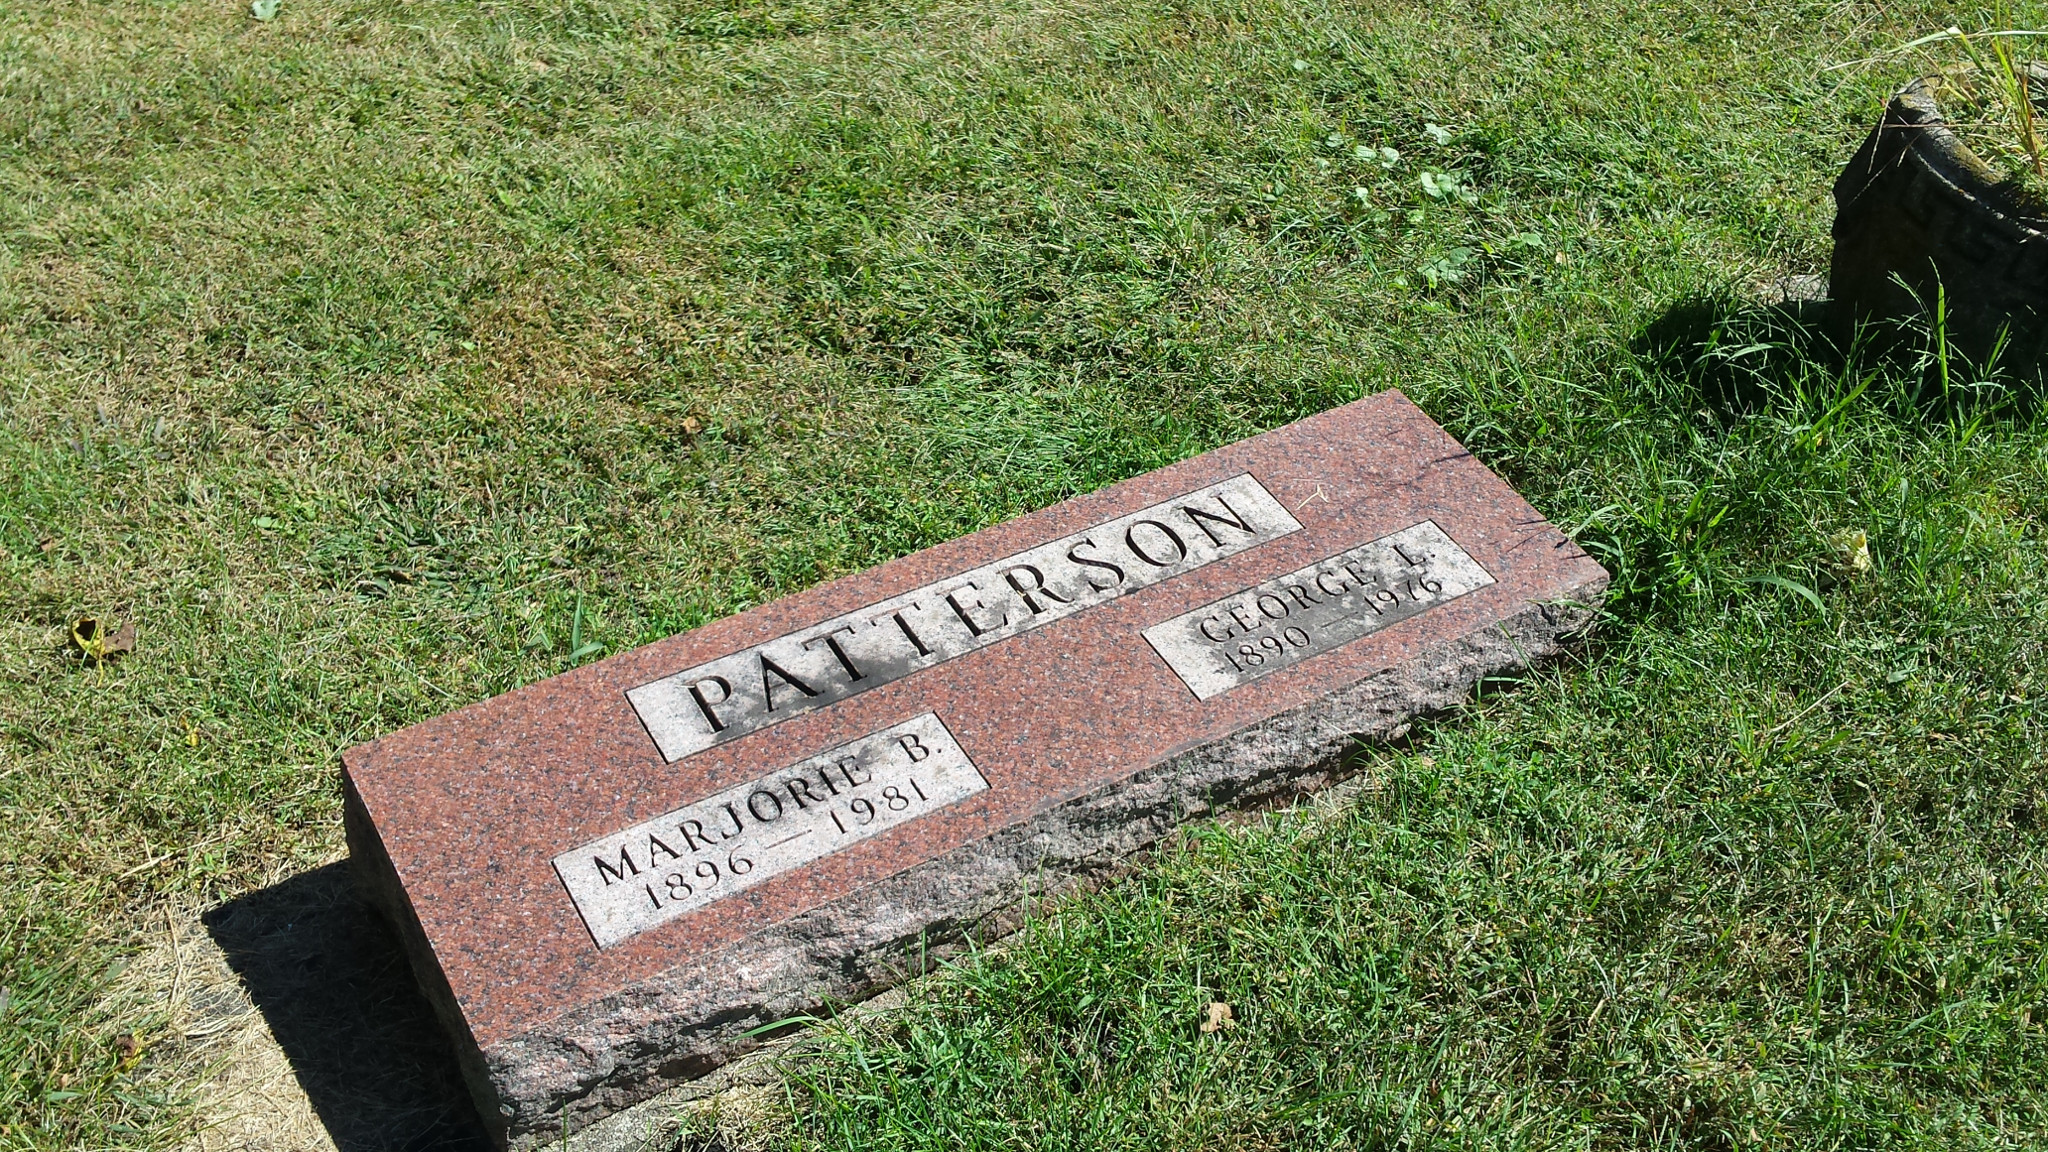 PATTERSON
MARJORIE B.
1896 — 1981
GEORGE L.
1890 — 1976